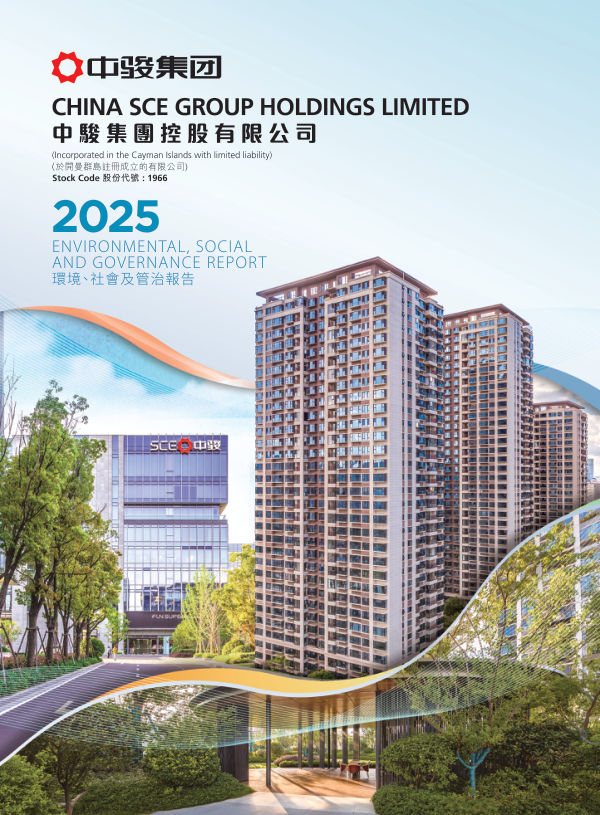 中骏集团
CHINA SCE GROUP HOLDINGS LIMITED
中駿集團控股有限公司
(Incorporated in the Cayman Islands with limited liability)
(於開曼群島註冊成立的有限公司)
Stock Code 股份代號 : 1966
2025
ENVIRONMENTAL, SOCIAL
AND GOVERNANCE REPORT
環境、社會及管治報告
SCE 中骏